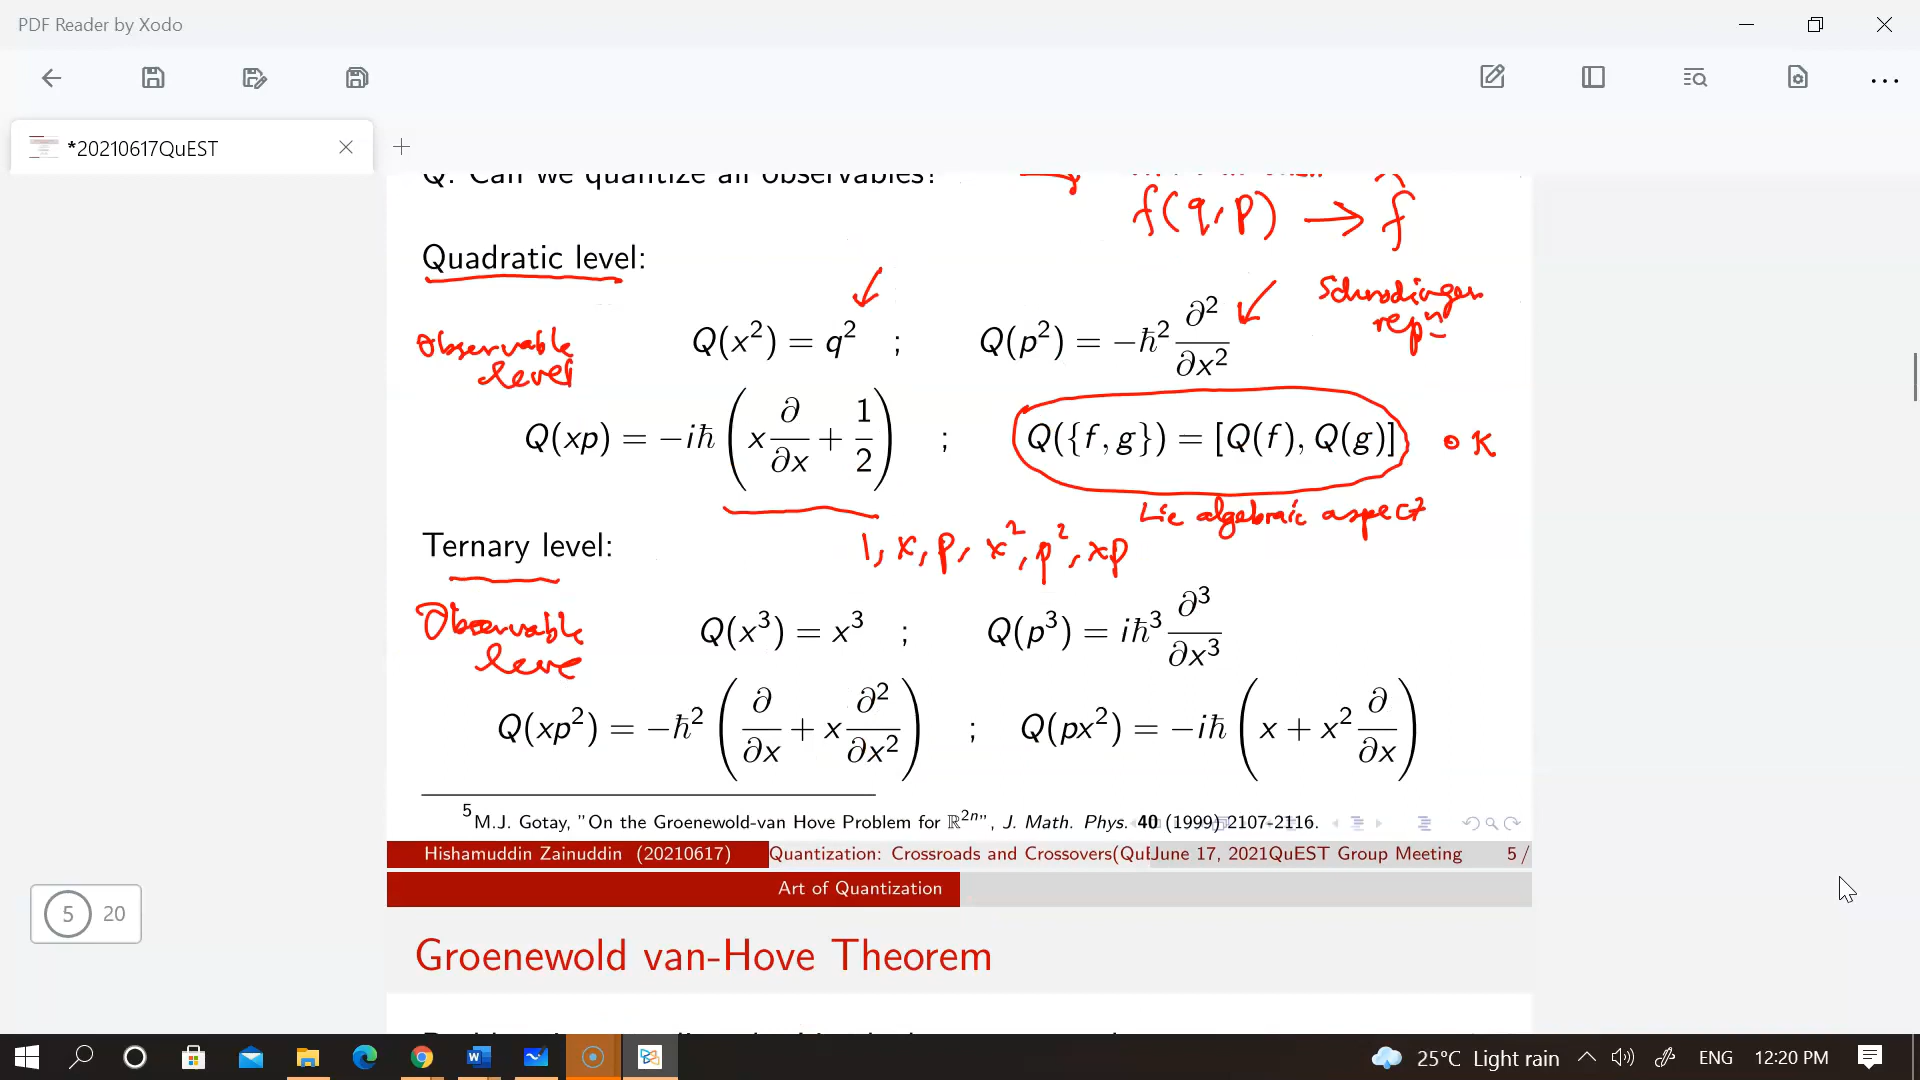 PDF Reader by Xodo
*20210617QuEST
Q: Can we quantize all observables?
f(q,p) → f
Quadratic level:
Schrodinger
repn
Observable
level
Q(x²) = q² ; Q(p²) = −ħ² ∂²/∂x²
Q(xp) = −iħ (x ∂/∂x + 1/2) ; Q({f, g}) = [Q(f), Q(g)] OK
Lie algebraic aspect
1, x, p, x², p², xp
Ternary level:
Observable
leve
Q(x³) = x³ ; Q(p³) = iħ³ ∂³/∂x³
Q(xp²) = −ħ² (∂/∂x + x ∂²/∂x²) ; Q(px²) = −iħ (x + x² ∂/∂x)
⁵M.J. Gotay, "On the Groenewold-van Hove Problem for ℝ²ⁿ", J. Math. Phys. 40 (1999) 2107-2116.
Hishamuddin Zainuddin (20210617) Quantization: Crossroads and Crossovers(Qu June 17, 2021QuEST Group Meeting 5 /
Art of Quantization
5 20
Groenewold van-Hove Theorem
25°C Light rain ENG 12:20 PM